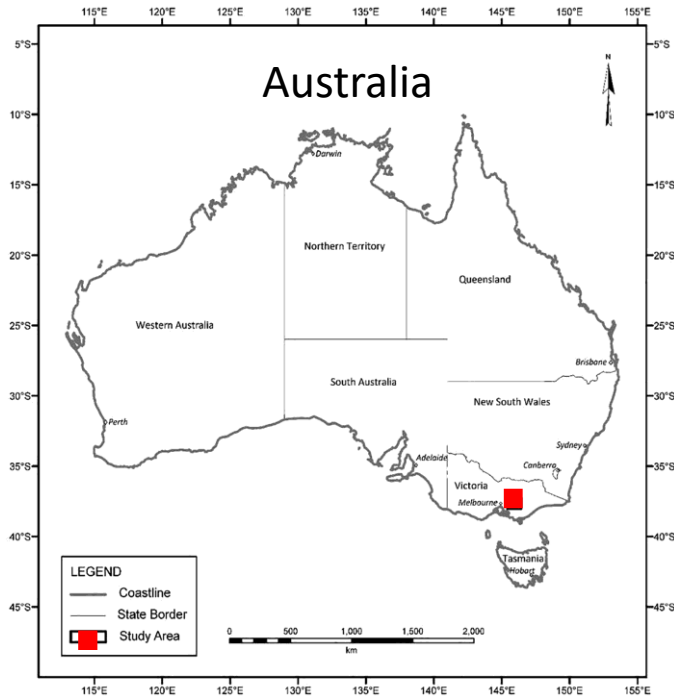 115°E 120°E 125°E 130°E 135°E 140°E 145°E 150°E 155°E
5°S 5°S
Australia
N
10°S 10°S
Darwin
15°S 15°S
Northern Territory
20°S 20°S
Queensland
25°S 25°S
Western Australia
Brisbane
South Australia
30°S 30°S
New South Wales
Perth
Sydney
35°S 35°S
Adelaide
Canberra
Victoria
Melbourne
40°S 40°S
Tasmania
Hobart
LEGEND
Coastline
State Border
Study Area
45°S 45°S
0 500 1,000 1,500 2,000
km
115°E 120°E 125°E 130°E 135°E 140°E 145°E 150°E 155°E